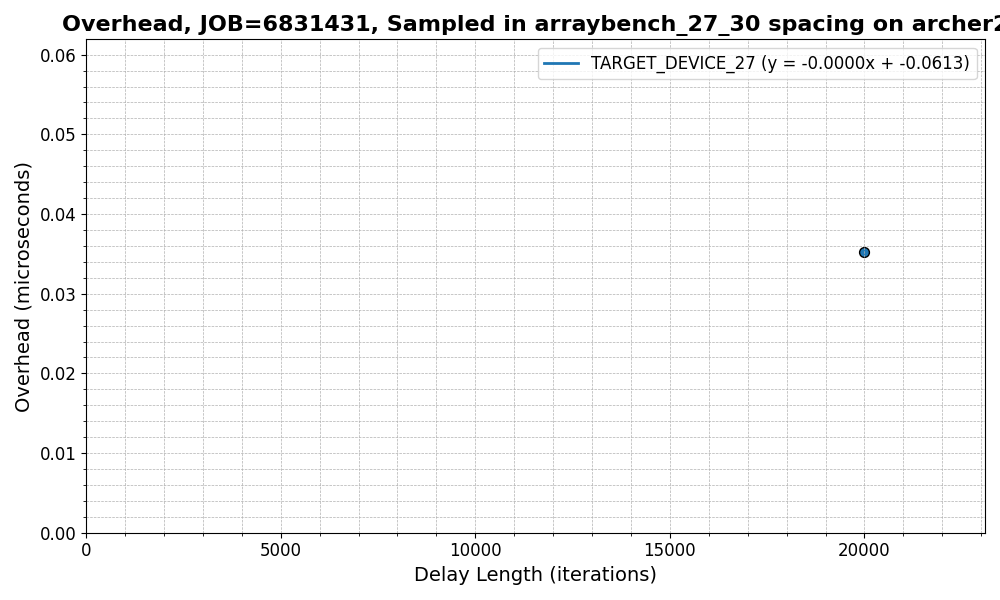 Overhead, JOB=6831431, Sampled in arraybench_27_30 spacing on archer2
TARGET_DEVICE_27 (y = -0.0000x + -0.0613)
Overhead (microseconds)
0.06
0.05
0.04
0.03
0.02
0.01
0.00
0 5000 10000 15000 20000
Delay Length (iterations)